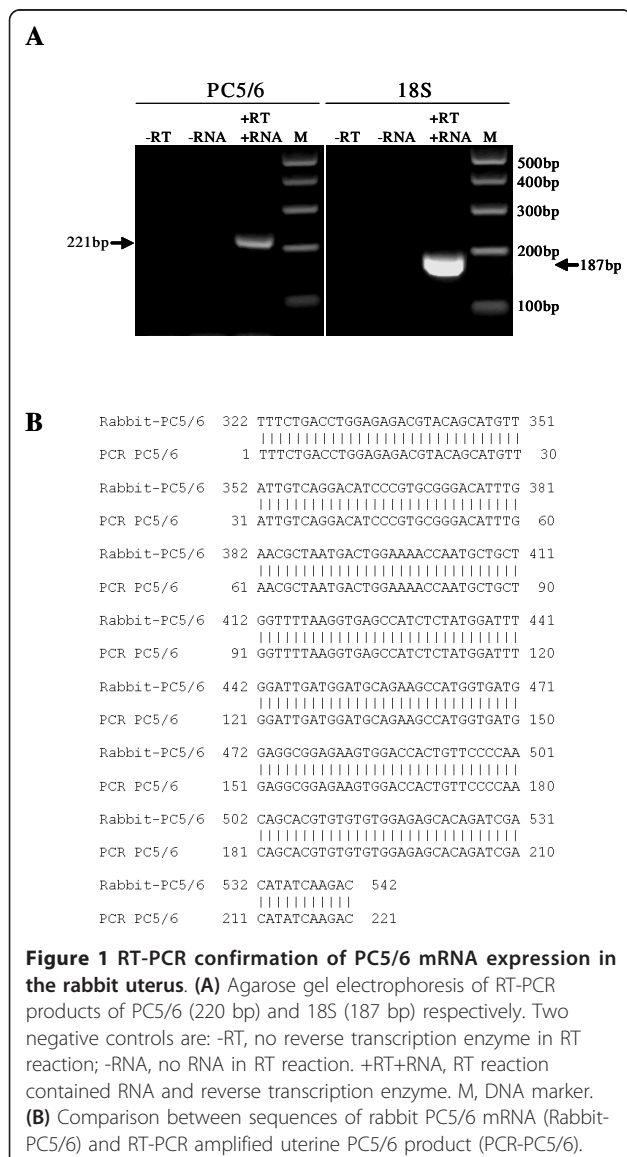 A
PC5/6 18S
-RT -RNA +RT +RNA M -RT -RNA +RT +RNA M
500bp
400bp
300bp
221bp
200bp
187bp
100bp
B
Rabbit-PC5/6 322 TTTCTGACCTGGAGAGACGTACAGCATGTT 351
||||||||||||||||||||||||||||||
PCR PC5/6 1 TTTCTGACCTGGAGAGACGTACAGCATGTT 30
Rabbit-PC5/6 352 ATTGTCAGGACATCCCGTGCGGGACATTTG 381
||||||||||||||||||||||||||||||
PCR PC5/6 31 ATTGTCAGGACATCCCGTGCGGGACATTTG 60
Rabbit-PC5/6 382 AACGCTAATGACTGGAAAACCAATGCTGCT 411
||||||||||||||||||||||||||||||
PCR PC5/6 61 AACGCTAATGACTGGAAAACCAATGCTGCT 90
Rabbit-PC5/6 412 GGTTTTAAGGTGAGCCATCTCTATGGATTT 441
||||||||||||||||||||||||||||||
PCR PC5/6 91 GGTTTTAAGGTGAGCCATCTCTATGGATTT 120
Rabbit-PC5/6 442 GGATTGATGGATGCAGAAGCCATGGTGATG 471
||||||||||||||||||||||||||||||
PCR PC5/6 121 GGATTGATGGATGCAGAAGCCATGGTGATG 150
Rabbit-PC5/6 472 GAGGCGGAGAAGTGGACCACTGTTCCCCAA 501
||||||||||||||||||||||||||||||
PCR PC5/6 151 GAGGCGGAGAAGTGGACCACTGTTCCCCAA 180
Rabbit-PC5/6 502 CAGCACGTGTGTGTGGAGAGCACAGATCGA 531
||||||||||||||||||||||||||||||
PCR PC5/6 181 CAGCACGTGTGTGTGGAGAGCACAGATCGA 210
Rabbit-PC5/6 532 CATATCAAGAC 542
|||||||||||
PCR PC5/6 211 CATATCAAGAC 221
Figure 1 RT-PCR confirmation of PC5/6 mRNA expression in
the rabbit uterus. (A) Agarose gel electrophoresis of RT-PCR
products of PC5/6 (220 bp) and 18S (187 bp) respectively. Two
negative controls are: -RT, no reverse transcription enzyme in RT
reaction; -RNA, no RNA in RT reaction. +RT+RNA, RT reaction
contained RNA and reverse transcription enzyme. M, DNA marker.
(B) Comparison between sequences of rabbit PC5/6 mRNA (Rabbit-
PC5/6) and RT-PCR amplified uterine PC5/6 product (PCR-PC5/6).